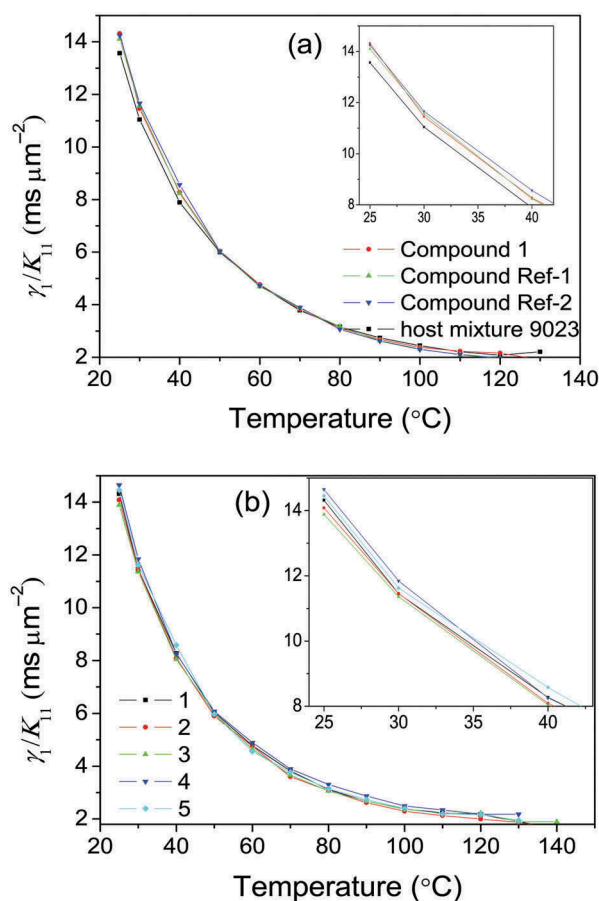 (a)
14
12
10
8
6
4
2
γ₁/K₁₁ (ms μm⁻²)
14
13
12
11
10
9
8
25 30 35 40
Compound 1
Compound Ref-1
Compound Ref-2
host mixture 9023
20 40 60 80 100 120 140
Temperature (°C)
(b)
14
12
10
8
6
4
2
γ₁/K₁₁ (ms μm⁻²)
14
12
10
8
25 30 35 40
1
2
3
4
5
20 40 60 80 100 120 140
Temperature (°C)